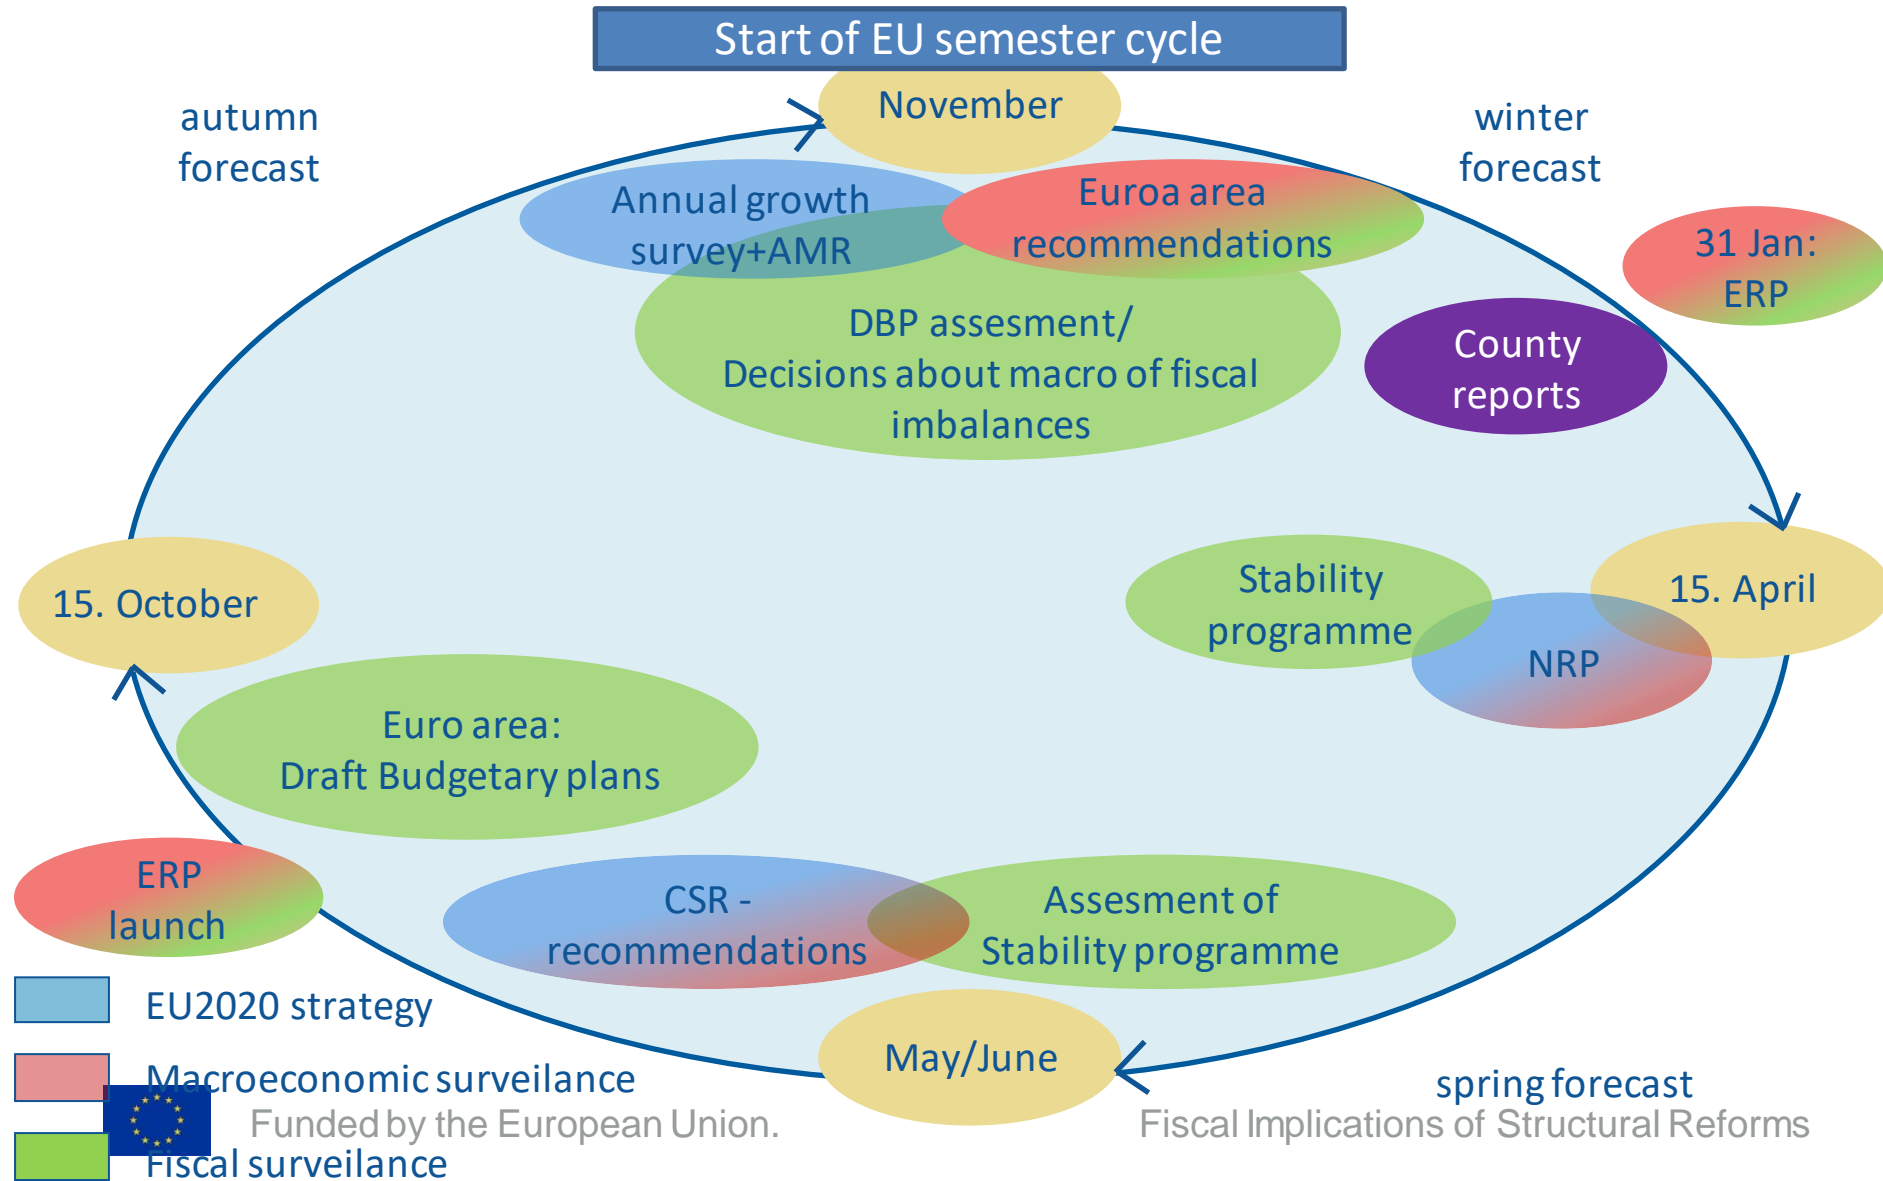 Start of EU semester cycle
November
autumn
forecast
winter
forecast
Annual growth
survey+AMR
Euroa area
recommendations
31 Jan:
ERP
DBP assesment/
Decisions about macro of fiscal
imbalances
County
reports
15. October
Stability
programme
15. April
NRP
Euro area:
Draft Budgetary plans
ERP
launch
CSR -
recommendations
Assesment of
Stability programme
May/June
EU2020 strategy
Macroeconomic surveilance
Fiscal surveilance
spring forecast
Funded by the European Union.
Fiscal Implications of Structural Reforms